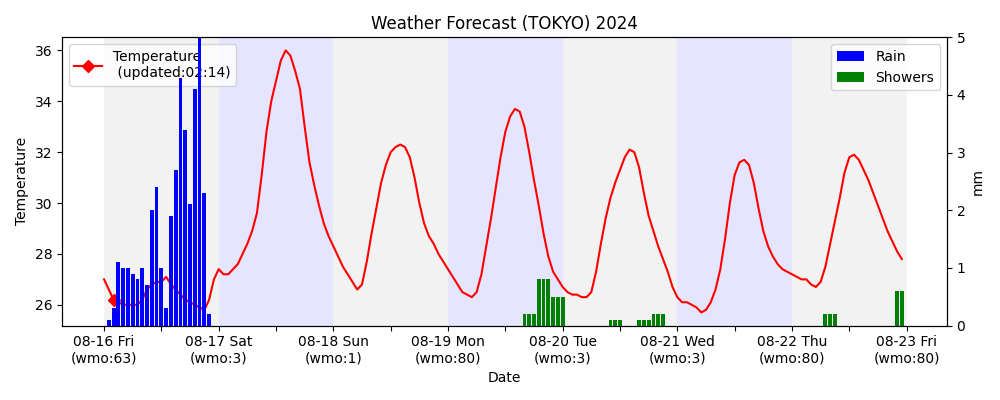 Weather Forecast (TOKYO) 2024
Temperature
(updated:02:14)
Rain
Showers
36
34
32
30
28
26
Temperature
5
4
3
2
1
0
mm
08-16 Fri
(wmo:63)
08-17 Sat
(wmo:3)
08-18 Sun
(wmo:1)
08-19 Mon
(wmo:80)
08-20 Tue
(wmo:3)
08-21 Wed
(wmo:3)
08-22 Thu
(wmo:80)
08-23 Fri
(wmo:80)
Date